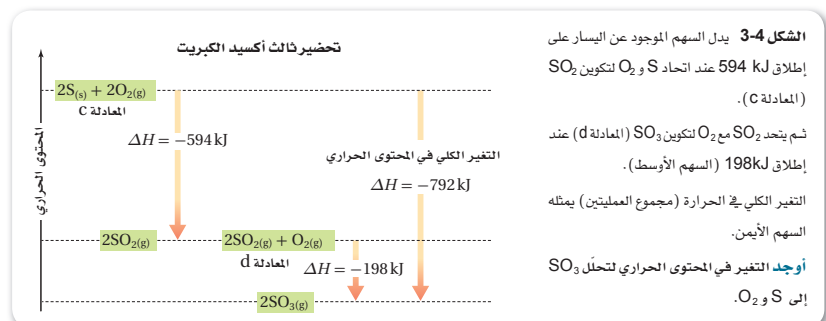 الشكل 4-3 يدل السهم الموجود عن اليسار على
إطلاق 594 kJ عند اتحاد S و O₂ لتكوين SO₂
(المعادلة c).
ثم يتحد SO₂ مع O₂ لتكوين SO₃ (المعادلة d) عند
إطلاق 198kJ (السهم الأوسط).
التغير الكلي في الحرارة (مجموع العمليتين) يمثله
السهم الأيمن.
أوجد التغير في المحتوى الحراري لتحلّل SO₃
إلى S و O₂.
تحضير ثالث أكسيد الكبريت
المحتوى الحراري
2S(s) + 2O₂(g)
المعادلة c
ΔH = −594 kJ
التغير الكلي في المحتوى الحراري
ΔH = −792 kJ
2SO₂(g)
2SO₂(g) + O₂(g)
المعادلة d
ΔH = −198 kJ
2SO₃(g)